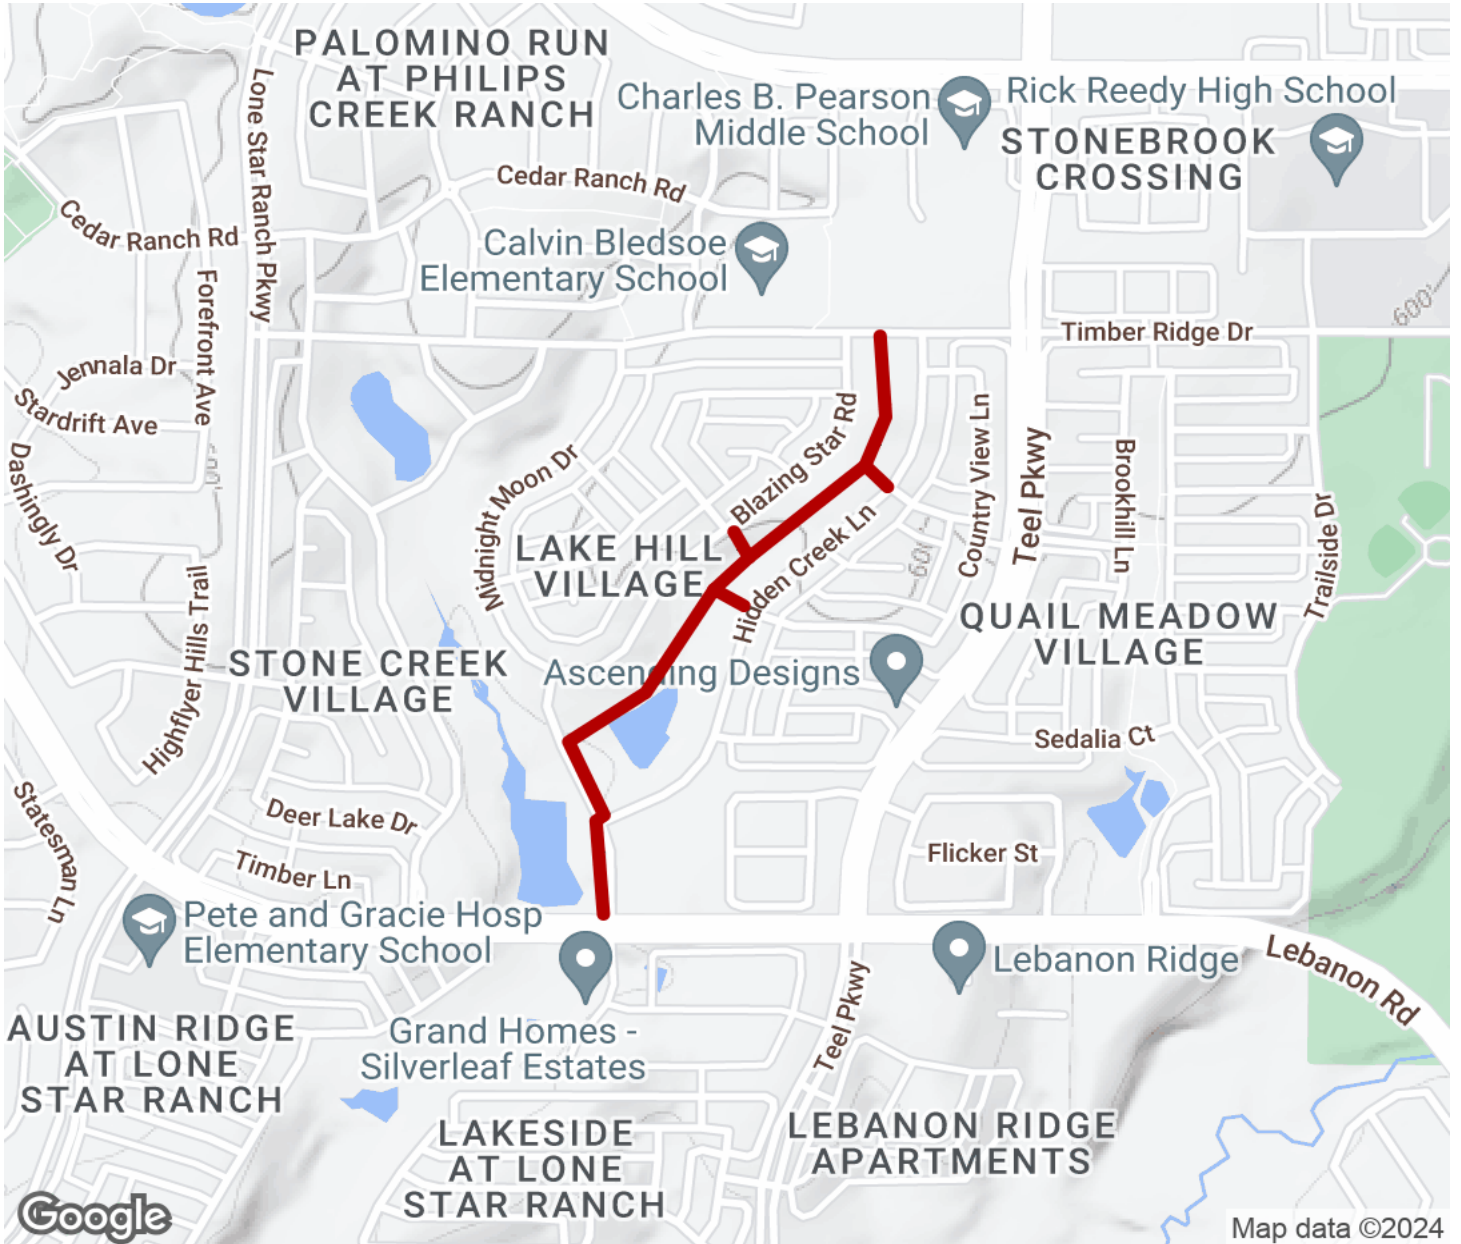 PALOMINO RUN
AT PHILIPS
CREEK RANCH
Charles B. Pearson
Middle School
Rick Reedy High School
STONEBROOK
CROSSING
Lone Star Ranch Pkwy
Cedar Ranch Rd
Cedar Ranch Rd
Calvin Bledsoe
Elementary School
Forefront Ave
600'
Timber Ridge Dr
Jennala Dr
Stardrift Ave
Blazing Star Rd
Country View Ln
Teel Pkwy
Brookhill Ln
Dashingly Dr
Midnight Moon Dr
Trailside Dr
LAKE HILL
VILLAGE
Hidden Creek Ln
Highflyer Hills Trail
QUAIL MEADOW
VILLAGE
STONE CREEK
VILLAGE
Ascending Designs
Sedalia Ct
Statesman Ln
Deer Lake Dr
Timber Ln
Flicker St
Pete and Gracie Hosp
Elementary School
Lebanon Ridge
Lebanon Rd
Teel Pkwy
AUSTIN RIDGE
AT LONE
STAR RANCH
Grand Homes -
Silverleaf Estates
LAKESIDE
AT LONE
STAR RANCH
LEBANON RIDGE
APARTMENTS
Google
Map data ©2024